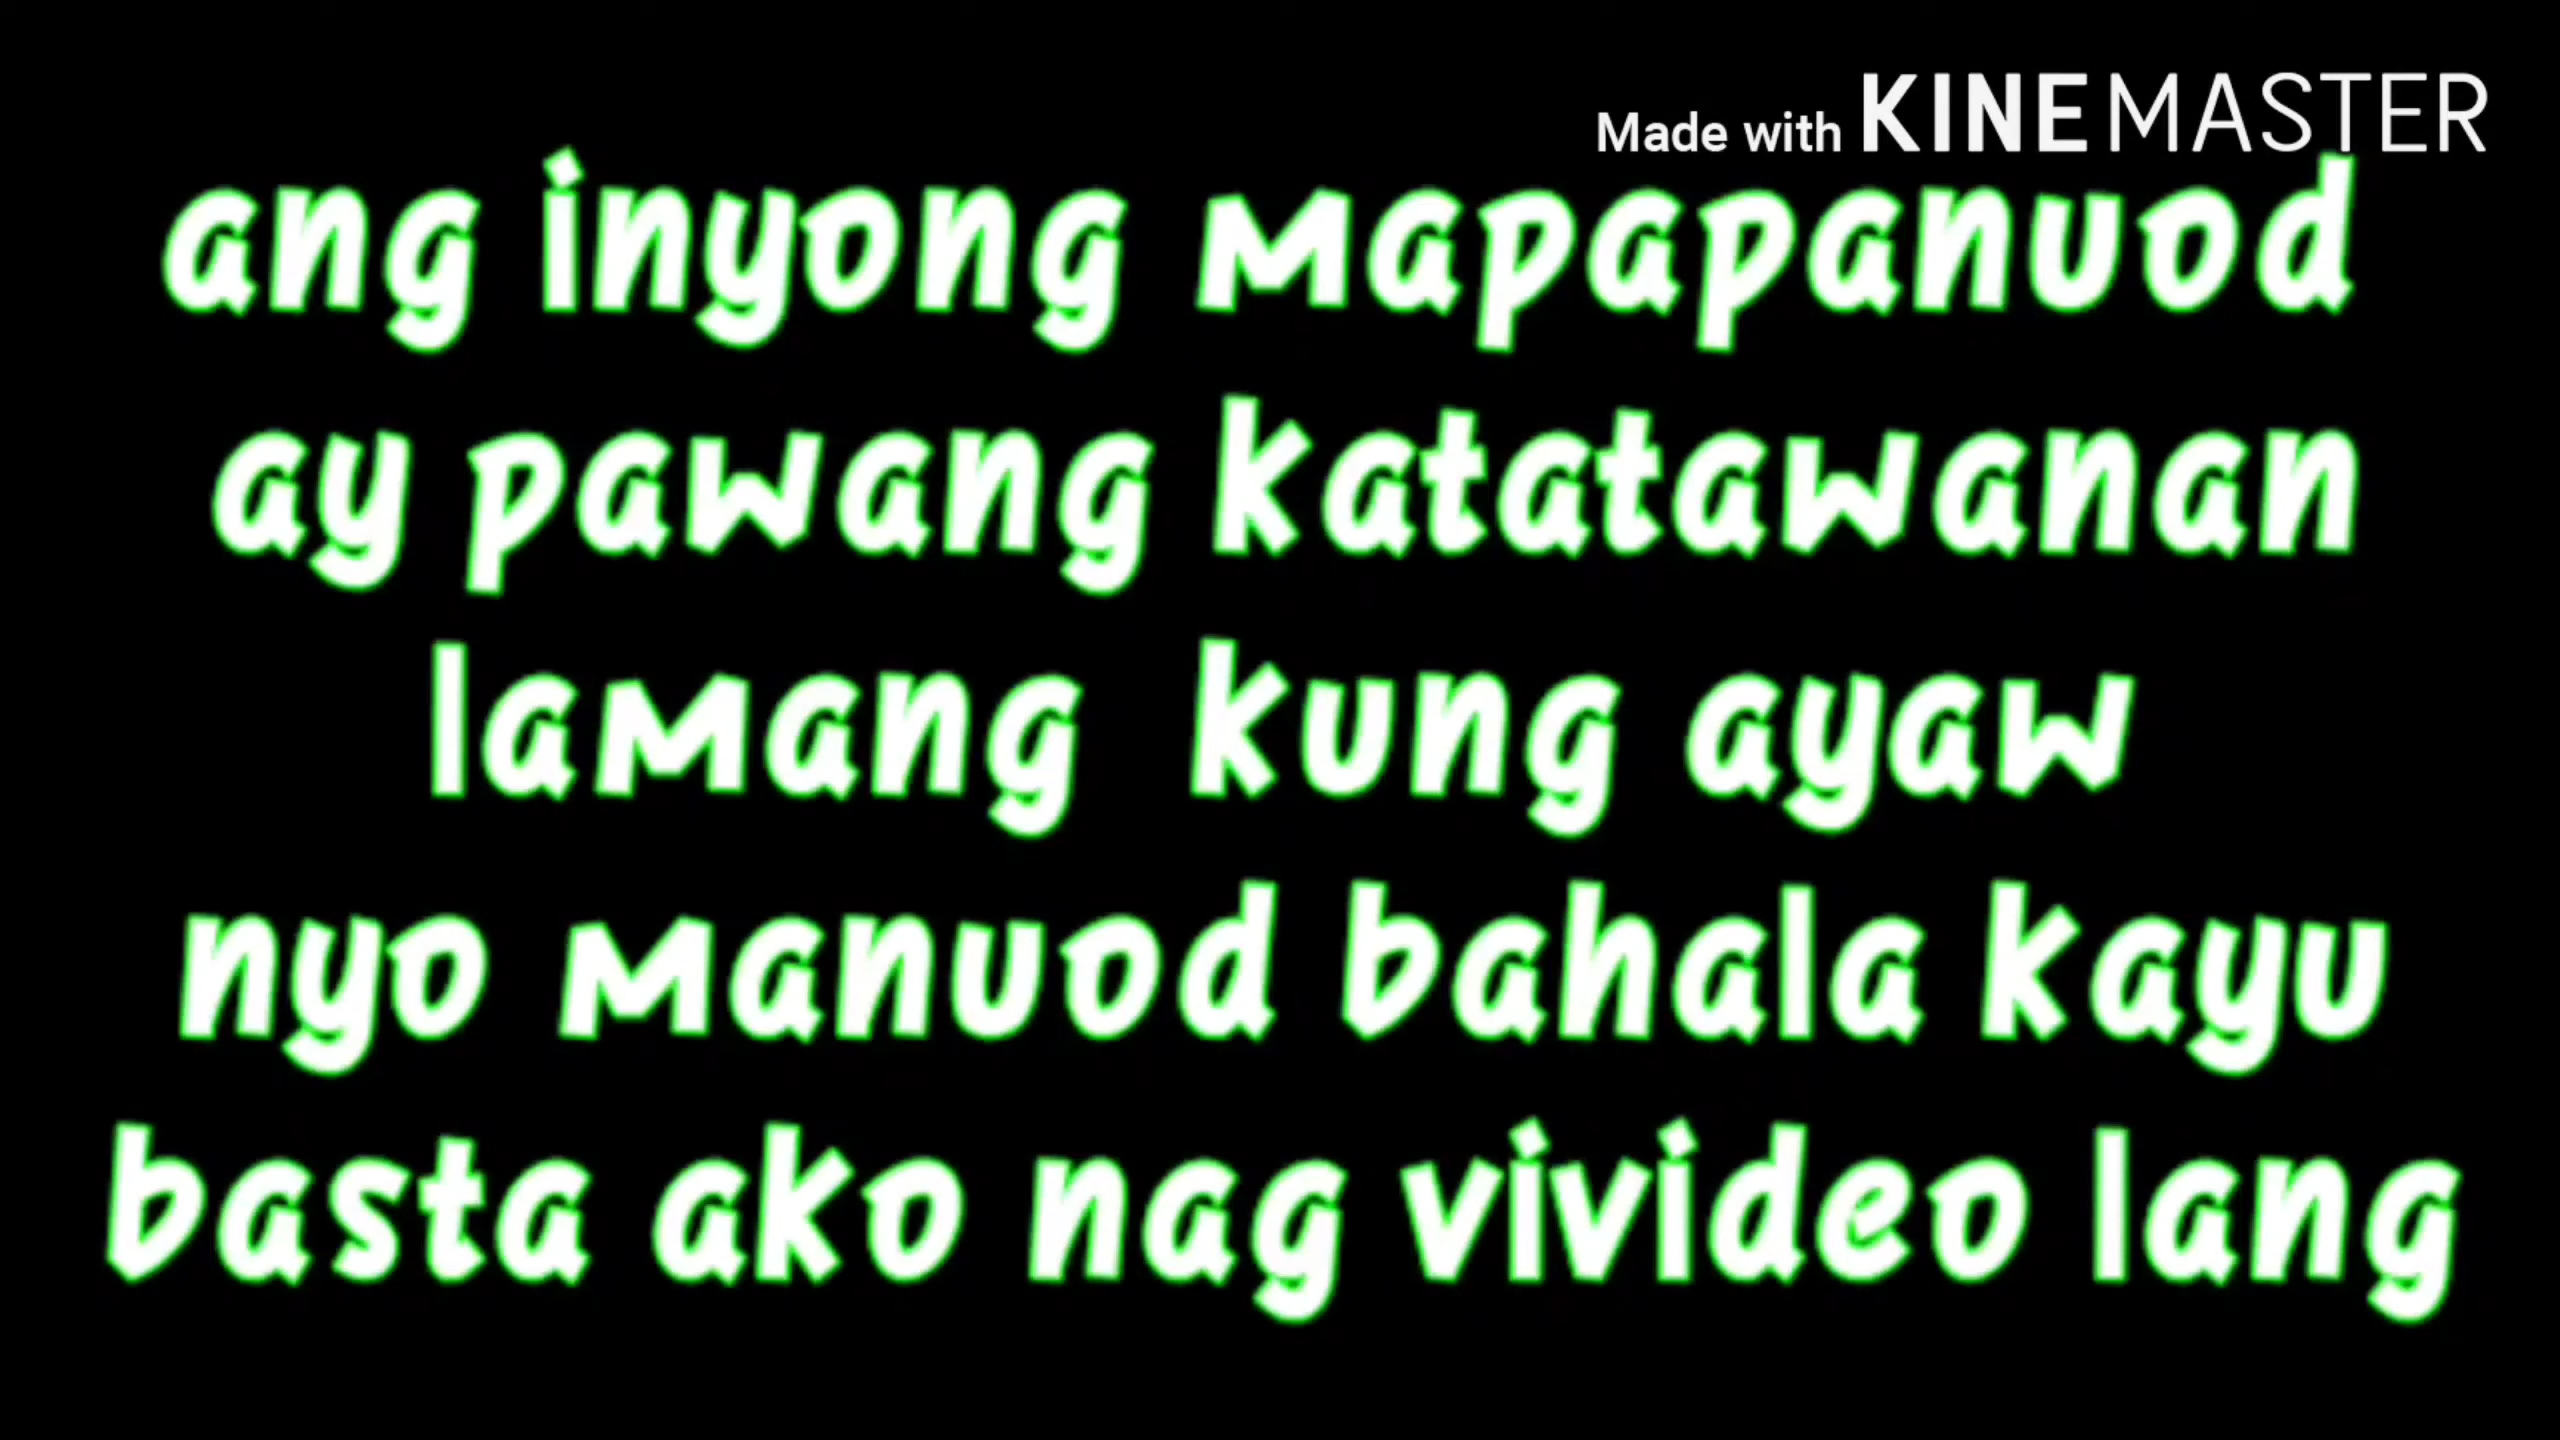 Made with KINEMASTER
ang inyong mapapanuod
ay pawang katatawanan
lamang kung ayaw
nyo manuod bahala kayu
basta ako nag vivideo lang